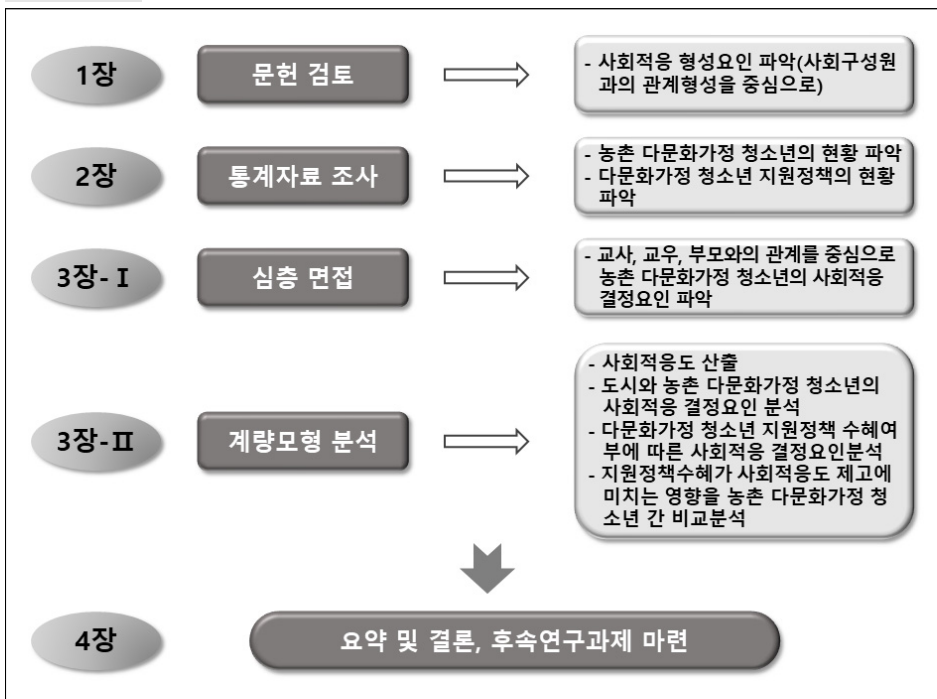 1장
문헌 검토
- 사회적응 형성요인 파악(사회구성원
과의 관계형성을 중심으로)
2장
통계자료 조사
- 농촌 다문화가정 청소년의 현황 파악
- 다문화가정 청소년 지원정책의 현황
파악
3장- Ⅰ
심층 면접
- 교사, 교우, 부모와의 관계를 중심으로
농촌 다문화가정 청소년의 사회적응
결정요인 파악
3장-Ⅱ
계량모형 분석
- 사회적응도 산출
- 도시와 농촌 다문화가정 청소년의
사회적응 결정요인 분석
- 다문화가정 청소년 지원정책 수혜여
부에 따른 사회적응 결정요인분석
- 지원정책수혜가 사회적응도 제고에
미치는 영향을 농촌 다문화가정 청
소년 간 비교분석
4장
요약 및 결론, 후속연구과제 마련